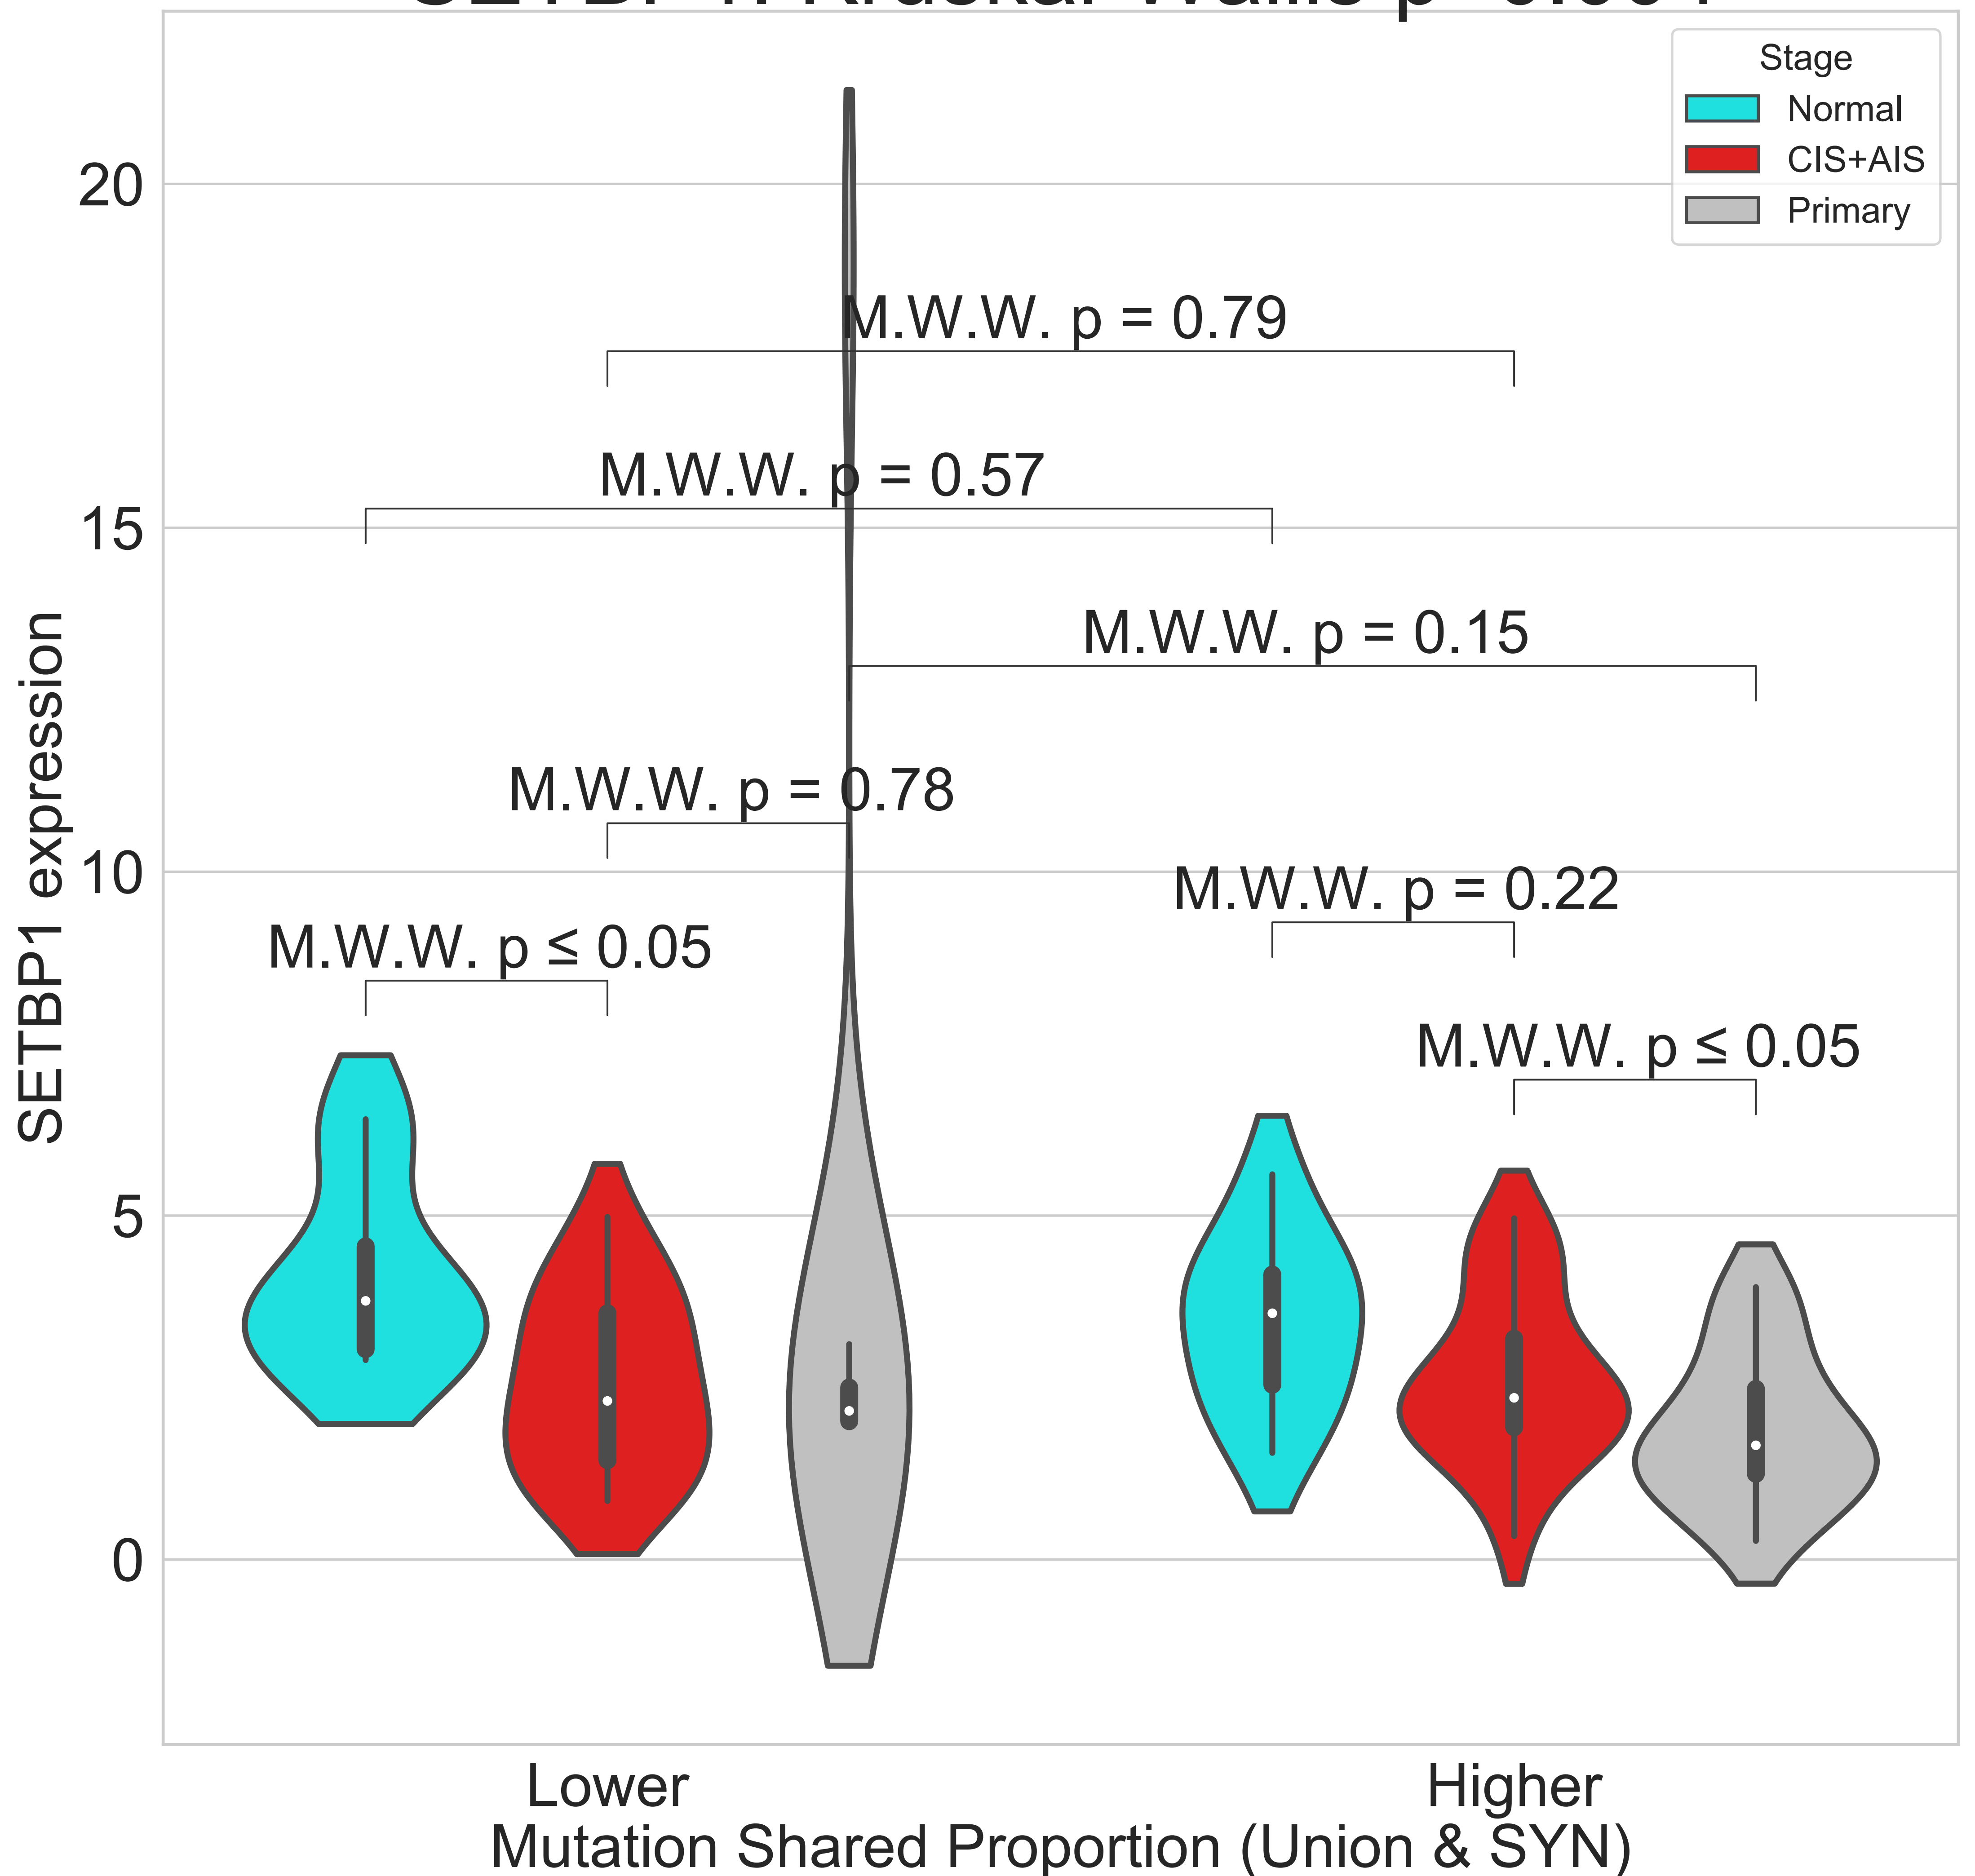 Stage
Normal
CIS+AIS
Primary
20
15
10
5
0
SETBP1 expression
M.W.W. p = 0.79
M.W.W. p = 0.57
M.W.W. p = 0.15
M.W.W. p = 0.78
M.W.W. p = 0.22
M.W.W. p ≤ 0.05
M.W.W. p ≤ 0.05
Lower
Higher
Mutation Shared Proportion (Union & SYN)